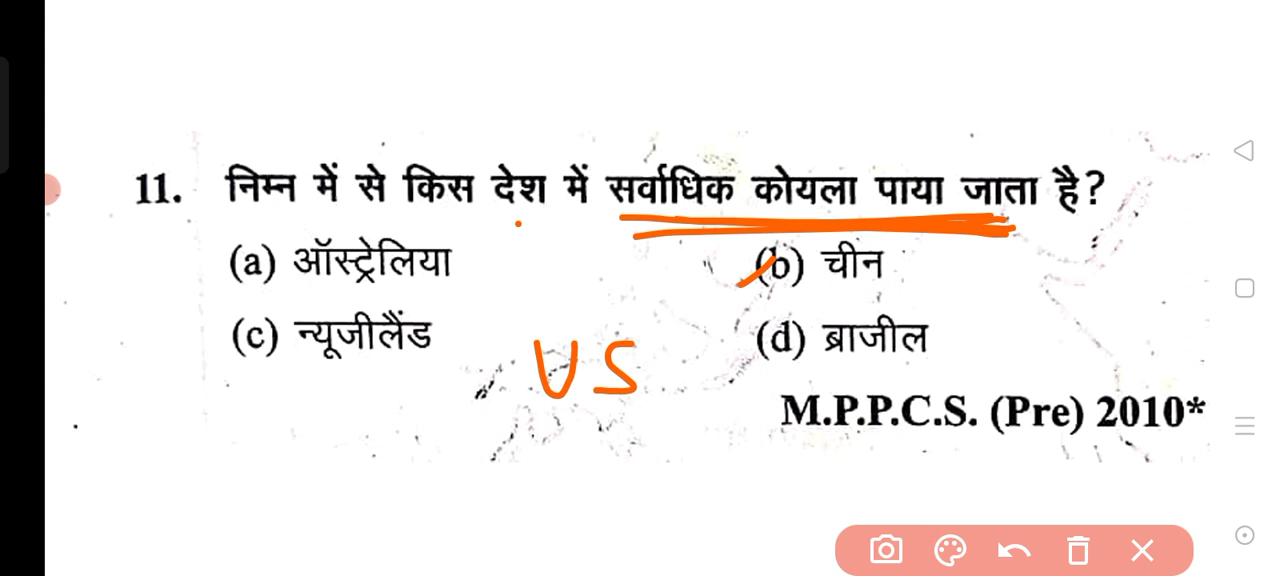 11. निम्न में से किस देश में सर्वाधिक कोयला पाया जाता है?
(a) ऑस्ट्रेलिया (b) चीन
(c) न्यूजीलैंड (d) ब्राजील
US
M.P.P.C.S. (Pre) 2010*